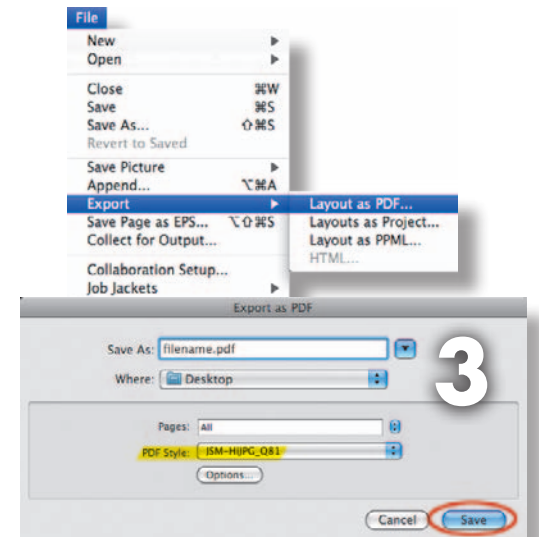 File
New ▶
Open ▶
Close ⌘W
Save ⌘S
Save As... ⇧⌘S
Revert to Saved
Save Picture ▶
Append... ⌥⌘A
Export ▶ Layout as PDF...
Save Page as EPS... ⌥⇧⌘S Layouts as Project...
Collect for Output... Layout as PPML...
HTML...
Collaboration Setup...
Job Jackets ▶
Export as PDF
Save As: filename.pdf
3
Where: Desktop
Pages: All
PDF Style: JSM-HiJPG_Q81
Options...
Cancel Save